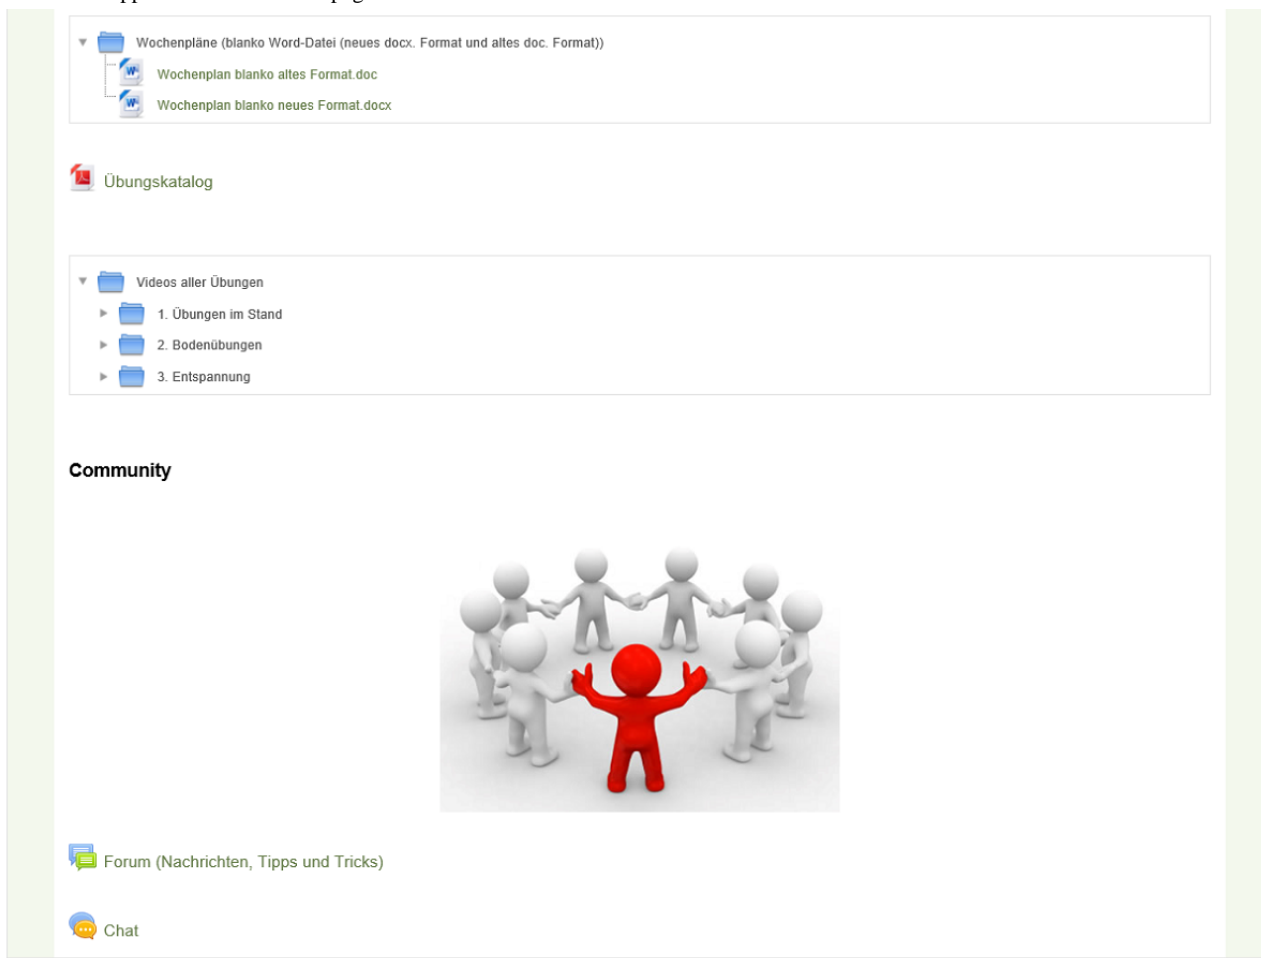 Wochenpläne (blanko Word-Datei (neues docx. Format und altes doc. Format))
Wochenplan blanko altes Format.doc
Wochenplan blanko neues Format.docx
Übungskatalog
Videos aller Übungen
1. Übungen im Stand
2. Bodenübungen
3. Entspannung
Community
Forum (Nachrichten, Tipps und Tricks)
Chat